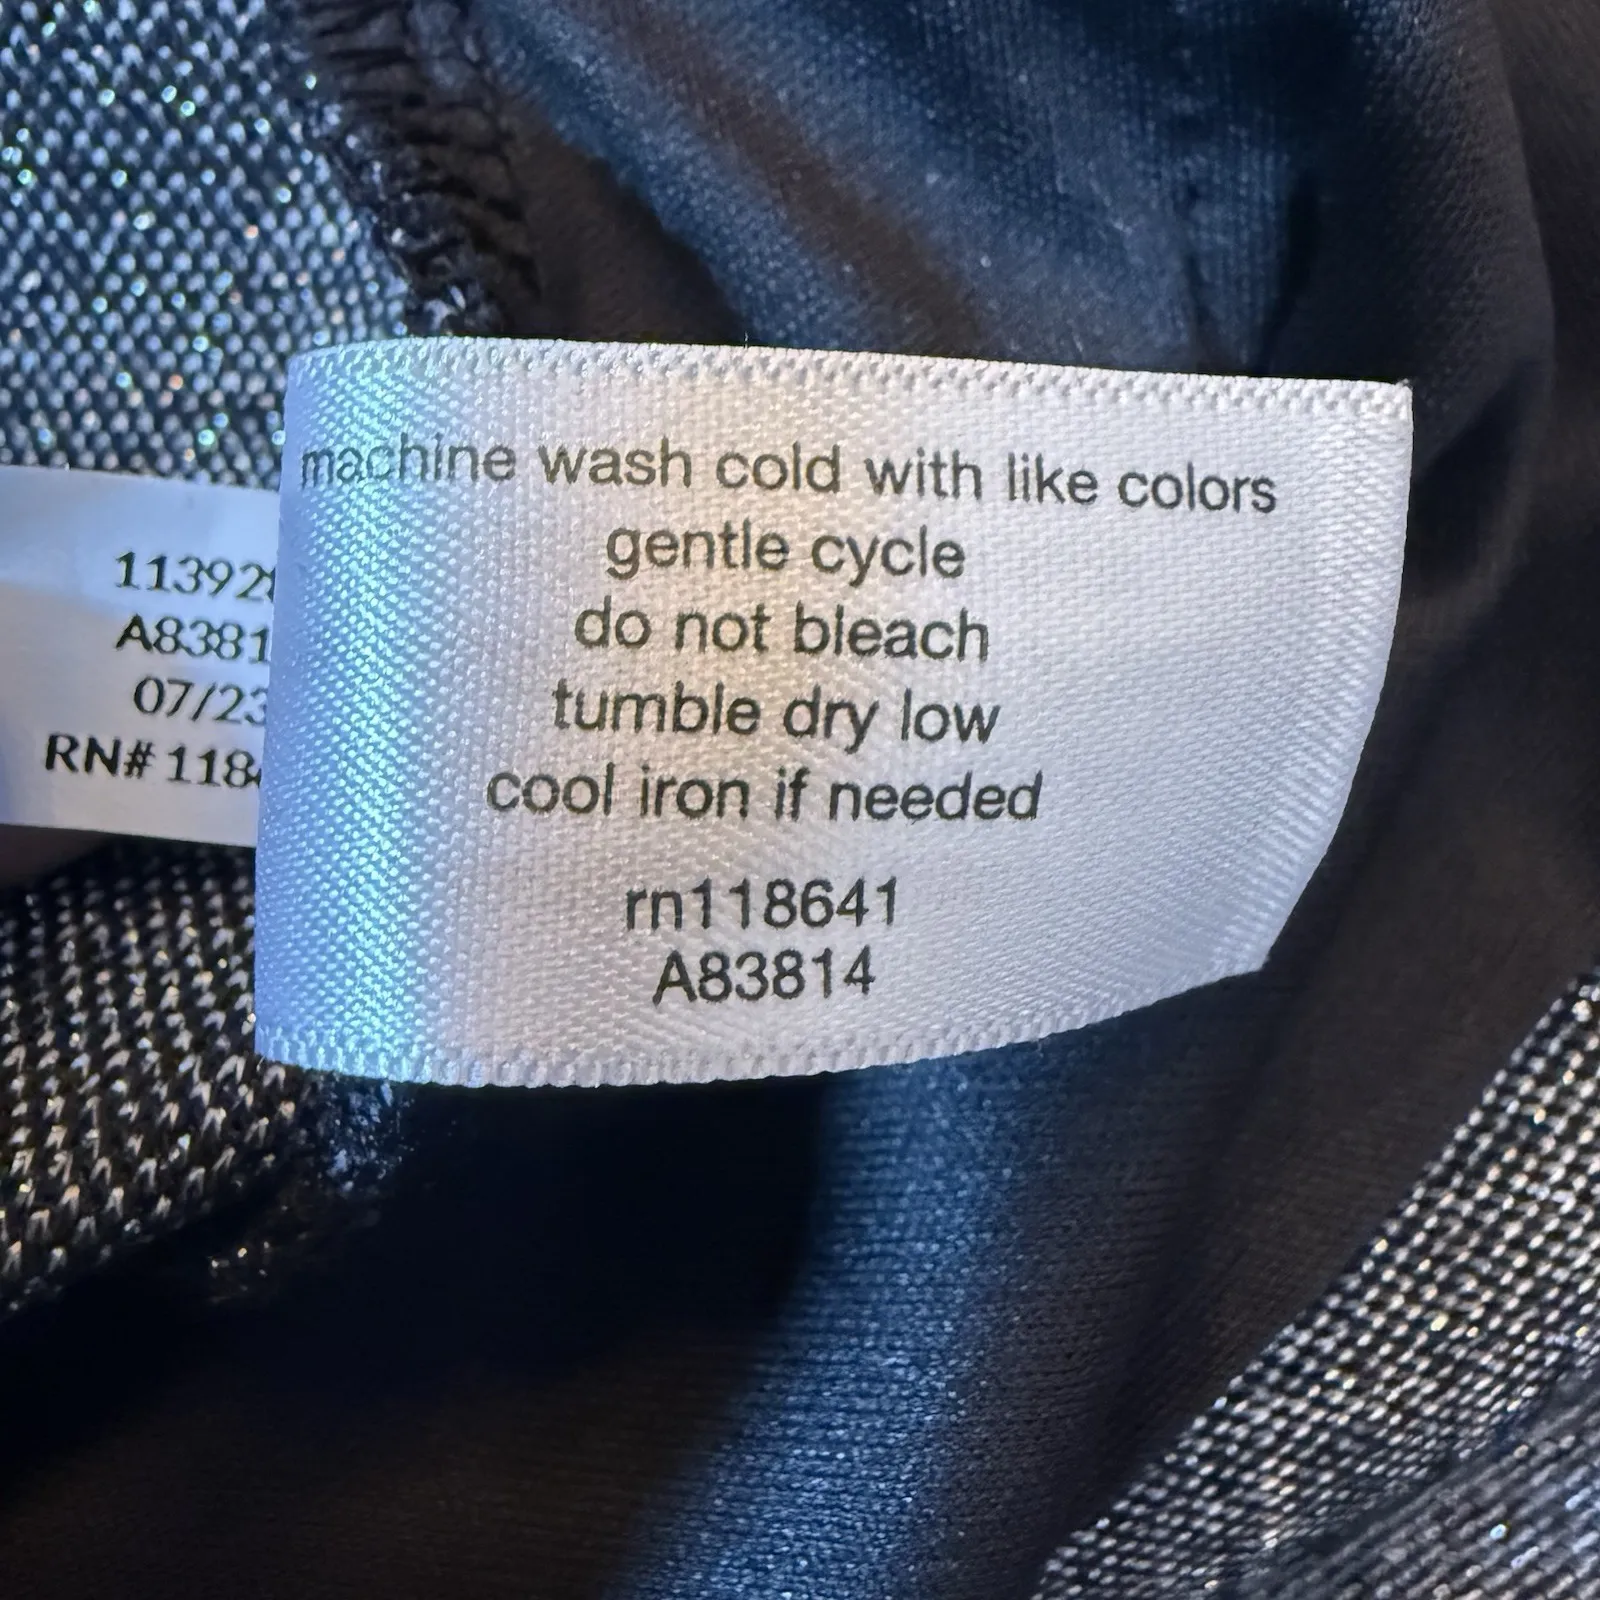 machine wash cold with like colors
gentle cycle
do not bleach
tumble dry low
cool iron if needed
rn118641
A83814
11392
A8381
07/23
RN# 118